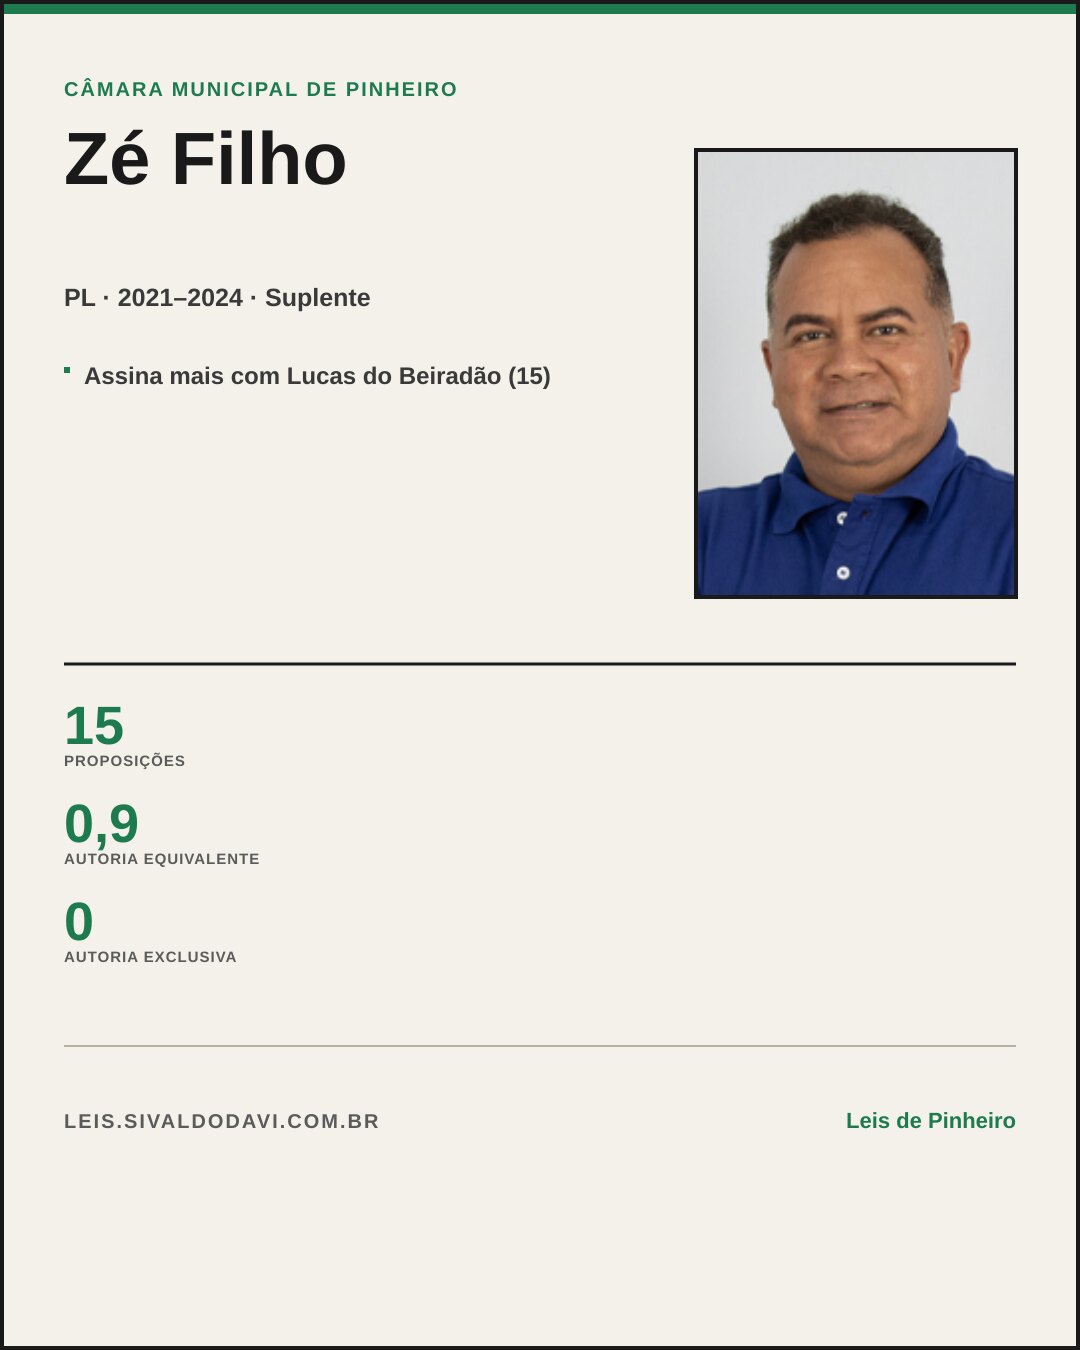 CÂMARA MUNICIPAL DE PINHEIRO
Zé Filho
PL · 2021–2024 · Suplente
Assina mais com Lucas do Beiradão (15)
15
PROPOSIÇÕES
0,9
AUTORIA EQUIVALENTE
0
AUTORIA EXCLUSIVA
LEIS.SIVALDODAVI.COM.BR
Leis de Pinheiro